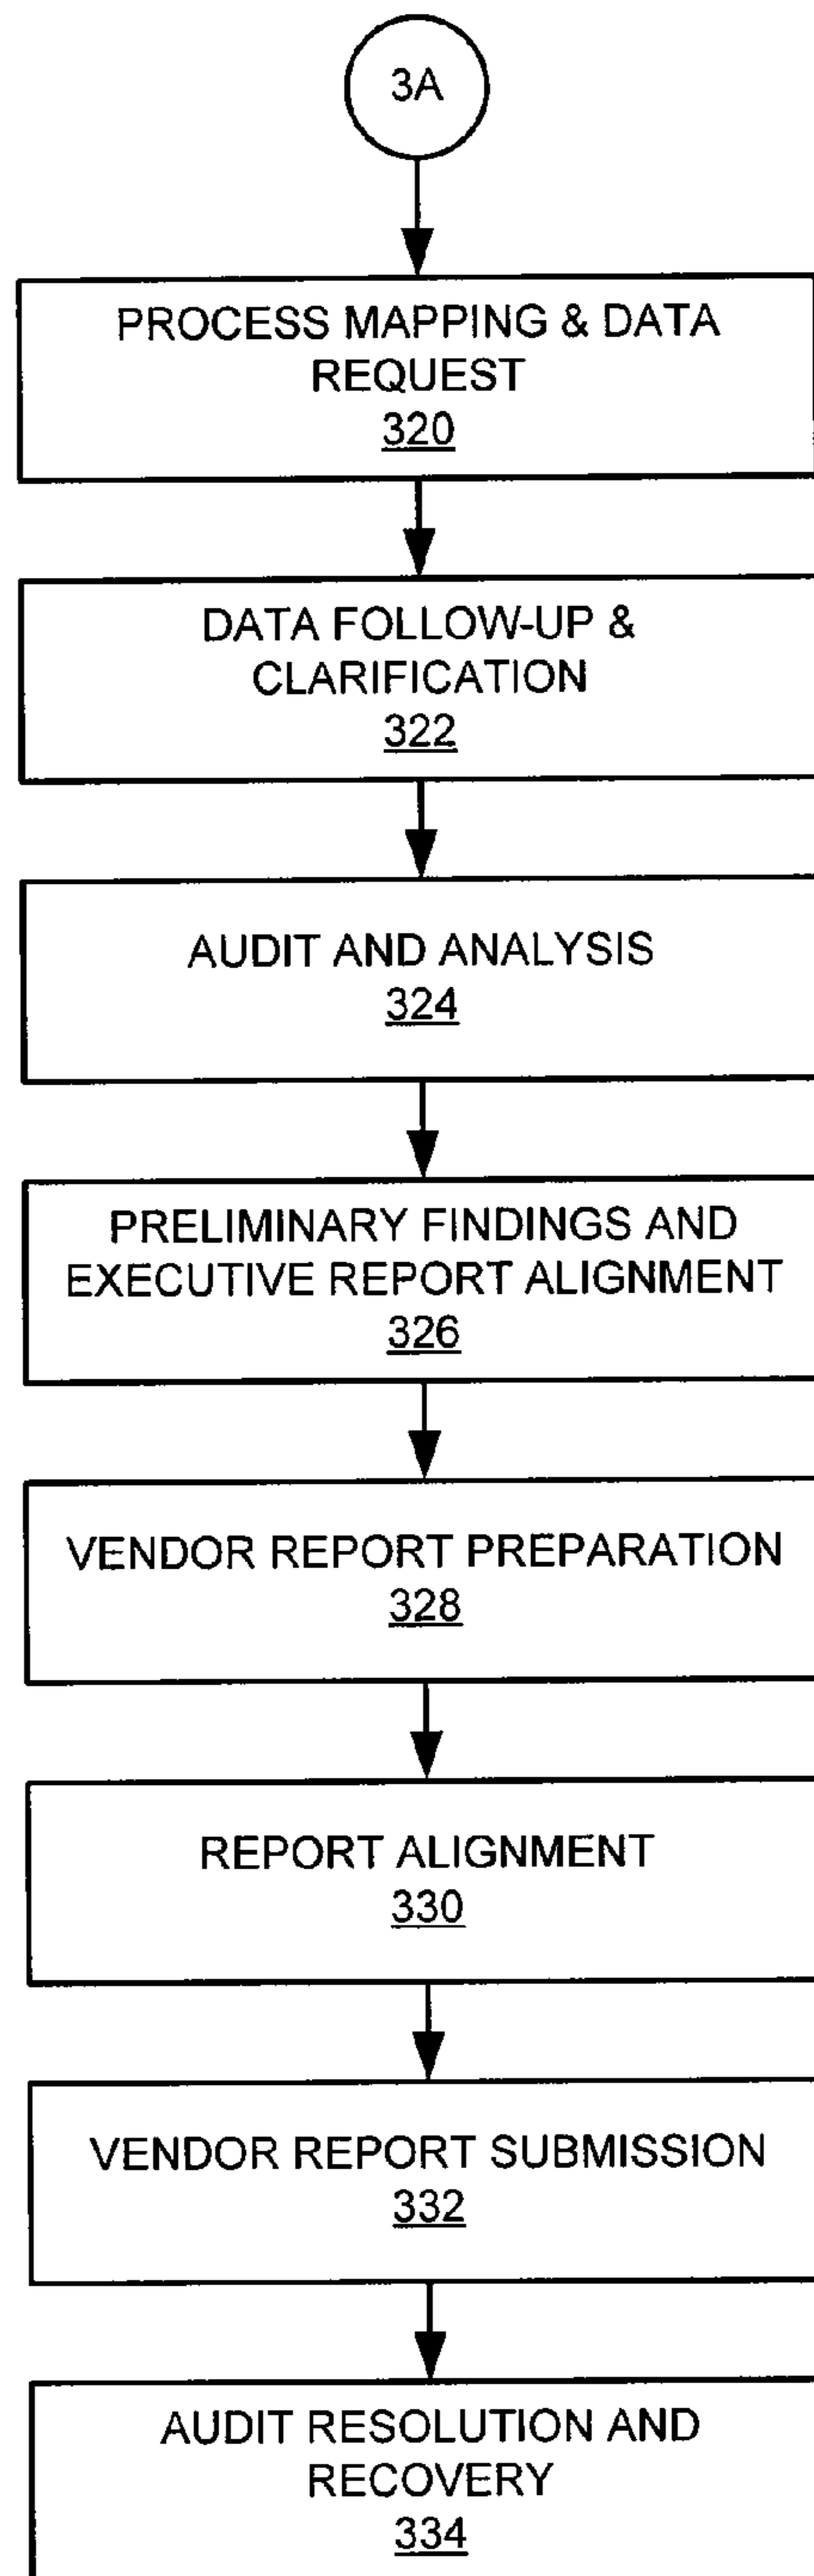 3A
PROCESS MAPPING & DATA
REQUEST
320
DATA FOLLOW-UP &
CLARIFICATION
322
AUDIT AND ANALYSIS
324
PRELIMINARY FINDINGS AND
EXECUTIVE REPORT ALIGNMENT
326
VENDOR REPORT PREPARATION
328
REPORT ALIGNMENT
330
VENDOR REPORT SUBMISSION
332
AUDIT RESOLUTION AND
RECOVERY
334